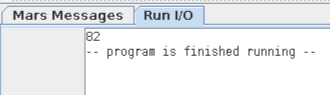 Mars Messages Run I/O
82
-- program is finished running --